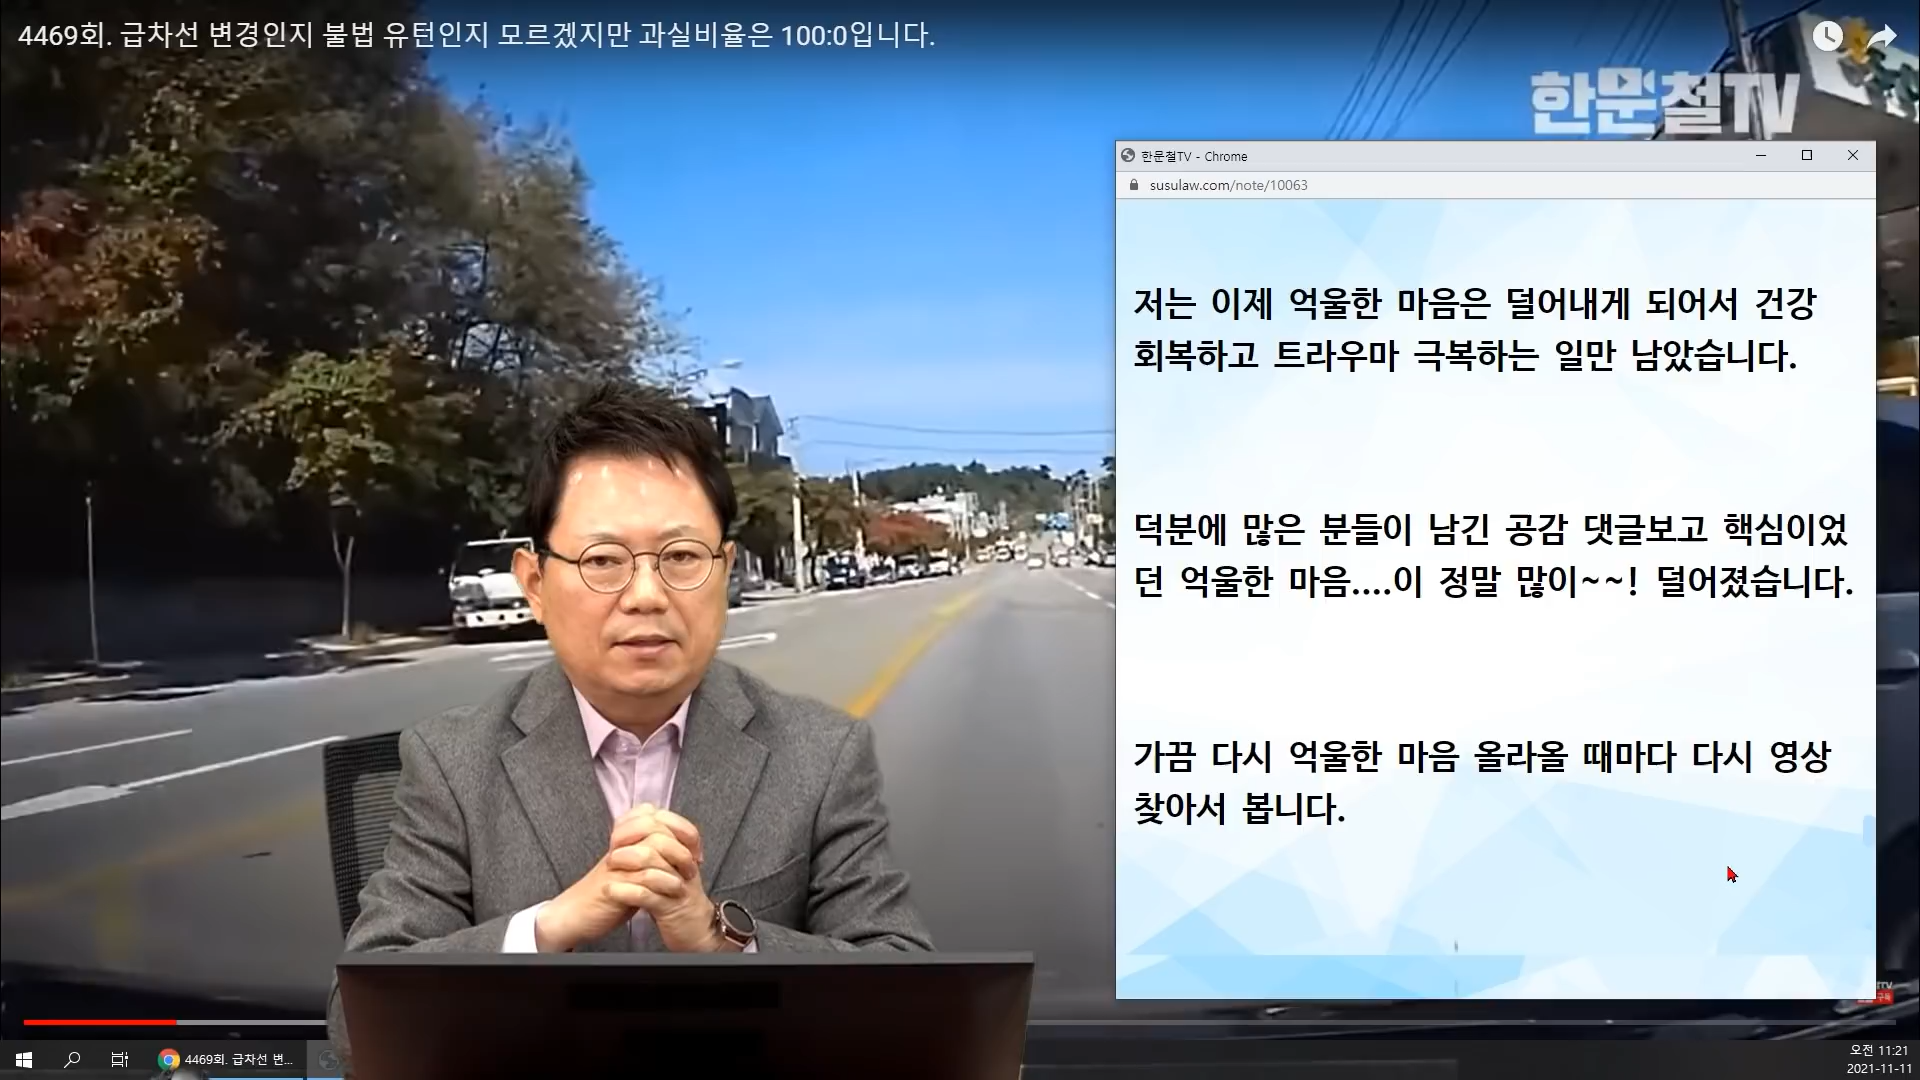 4469회. 급차선 변경인지 불법 유턴인지 모르겠지만 과실비율은 100:0입니다.
한문철TV
한문철TV - Chrome
susulaw.com/note/10063
저는 이제 억울한 마음은 덜어내게 되어서 건강
회복하고 트라우마 극복하는 일만 남았습니다.
덕분에 많은 분들이 남긴 공감 댓글보고 핵심이었
던 억울한 마음....이 정말 많이~~! 덜어졌습니다.
가끔 다시 억울한 마음 올라올 때마다 다시 영상
찾아서 봅니다.
구독
4469회. 급차선 변...
오전 11:21
2021-11-11